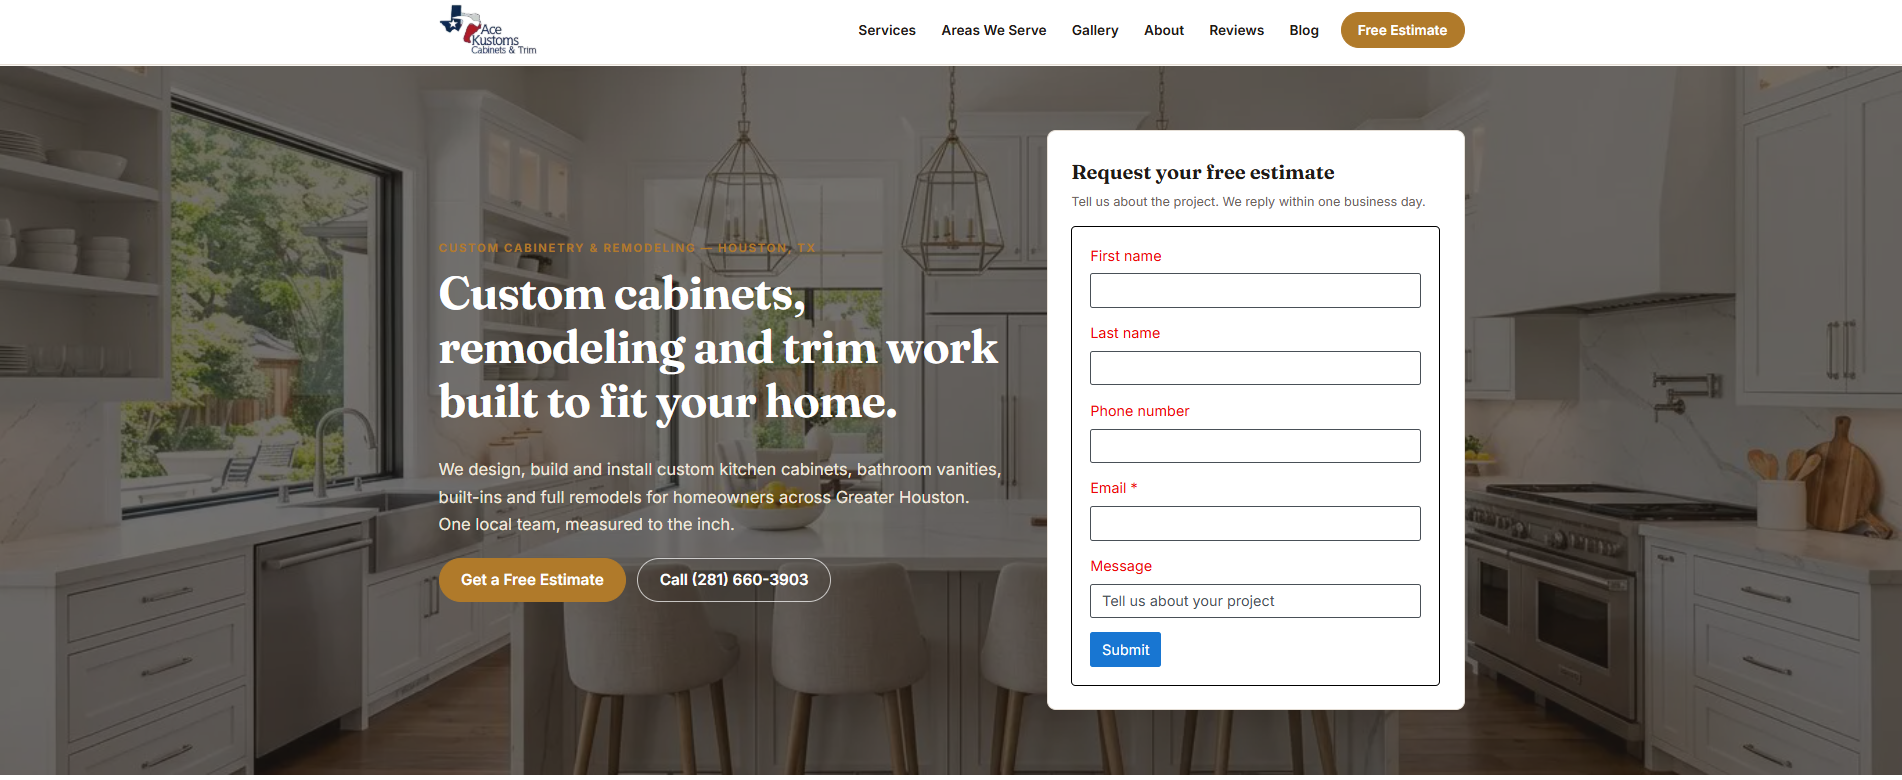 Ace
Kustoms
Cabinets & Trim
Services
Areas We Serve
Gallery
About
Reviews
Blog
Free Estimate
CUSTOM CABINETRY & REMODELING — HOUSTON, TX
Custom cabinets,
remodeling and trim work
built to fit your home.
We design, build and install custom kitchen cabinets, bathroom vanities,
built-ins and full remodels for homeowners across Greater Houston.
One local team, measured to the inch.
Get a Free Estimate
Call (281) 660-3903
Request your free estimate
Tell us about the project. We reply within one business day.
First name
Last name
Phone number
Email *
Message
Tell us about your project
Submit